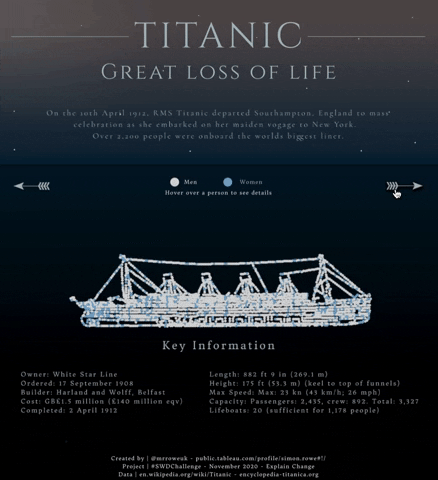 TITANIC
GREAT LOSS OF LIFE
On the 10th April 1912, RMS Titanic departed Southampton, England to mass
celebration as she embarked on her maiden voyage to New York.
Over 2,200 people were onboard the worlds biggest liner.
Men Women
Hover over a person to see details
Key Information
Owner: White Star Line
Ordered: 17 September 1908
Builder: Harland and Wolff, Belfast
Cost: GB£1.5 million (£140 million eqv)
Completed: 2 April 1912
Length: 882 ft 9 in (269.1 m)
Height: 175 ft (53.3 m) (keel to top of funnels)
Max Speed: Max: 23 kn (43 km/h; 26 mph)
Capacity: Passengers: 2,435, crew: 892. Total: 3,327
Lifeboats: 20 (sufficient for 1,178 people)
Created by | @mrroweuk - public.tableau.com/profile/simon.rowe#!/
Project | #SWDChallenge - November 2020 - Explain Change
Data | en.wikipedia.org/wiki/Titanic - encyclopedia-titanica.org